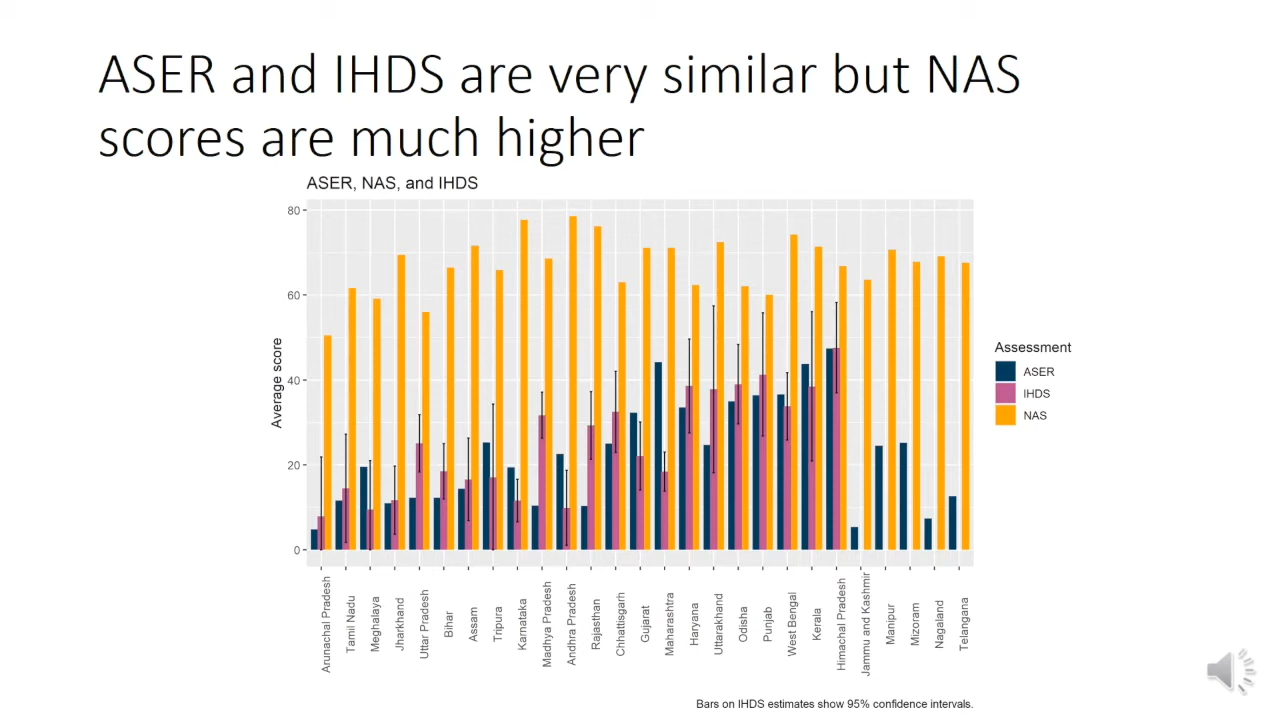 ASER and IHDS are very similar but NAS
scores are much higher
ASER, NAS, and IHDS
Average score
80
60
40
20
0
Arunachal Pradesh
Tamil Nadu
Meghalaya
Jharkhand
Uttar Pradesh
Bihar
Assam
Tripura
Karnataka
Madhya Pradesh
Andhra Pradesh
Rajasthan
Chhattisgarh
Gujarat
Maharashtra
Haryana
Uttarakhand
Odisha
Punjab
West Bengal
Kerala
Himachal Pradesh
Jammu and Kashmir
Manipur
Mizoram
Nagaland
Telangana
Assessment
ASER
IHDS
NAS
Bars on IHDS estimates show 95% confidence intervals.